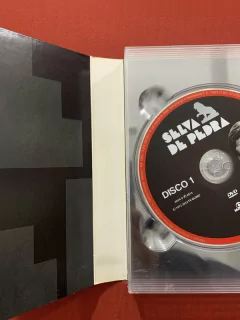 SELVA
DE PEDRA
DISCO 1
DVD